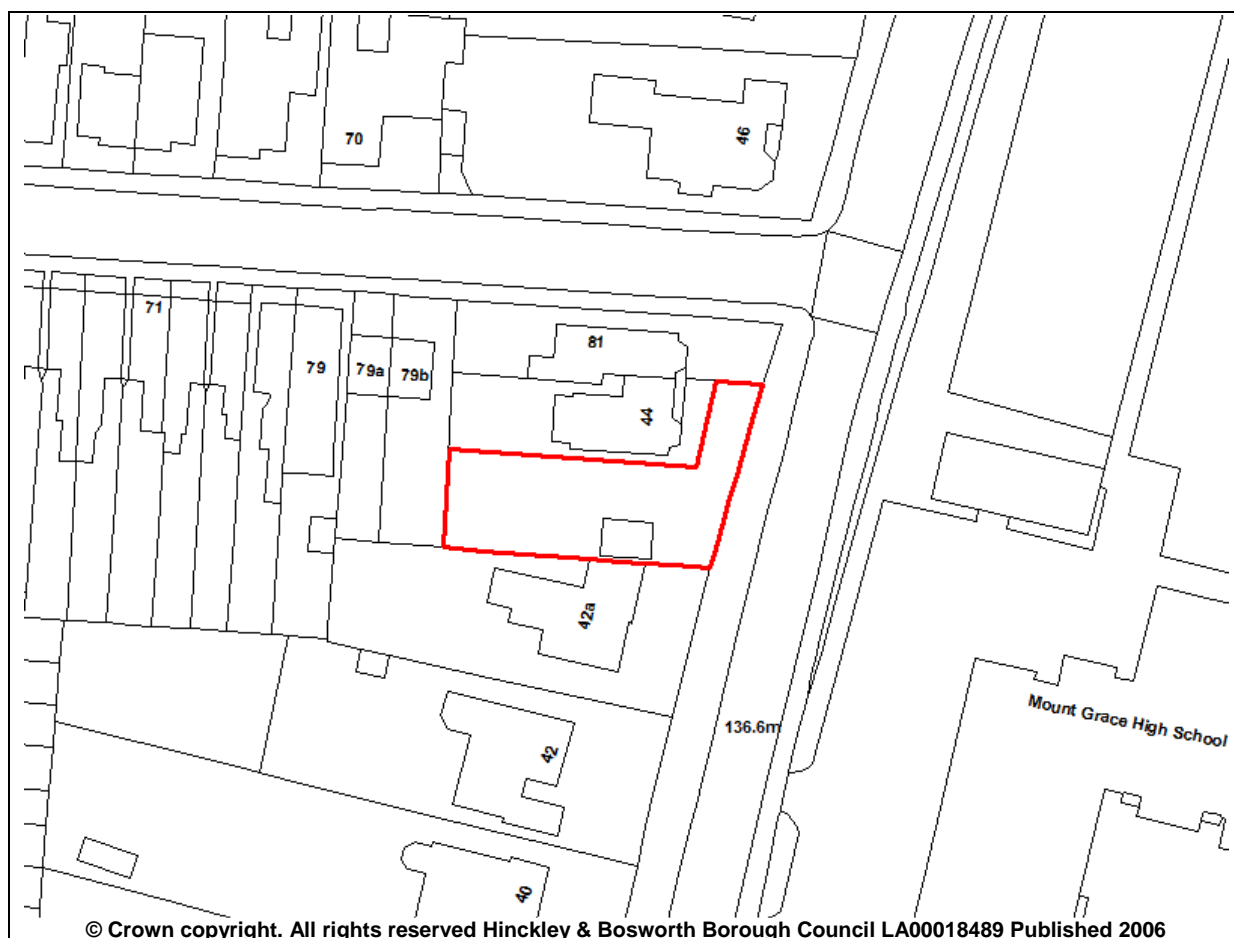 70
46
71
81
79
79a
79b
44
42a
136.6m
Mount Grace High School
42
40
© Crown copyright. All rights reserved Hinckley & Bosworth Borough Council LA00018489 Published 2006